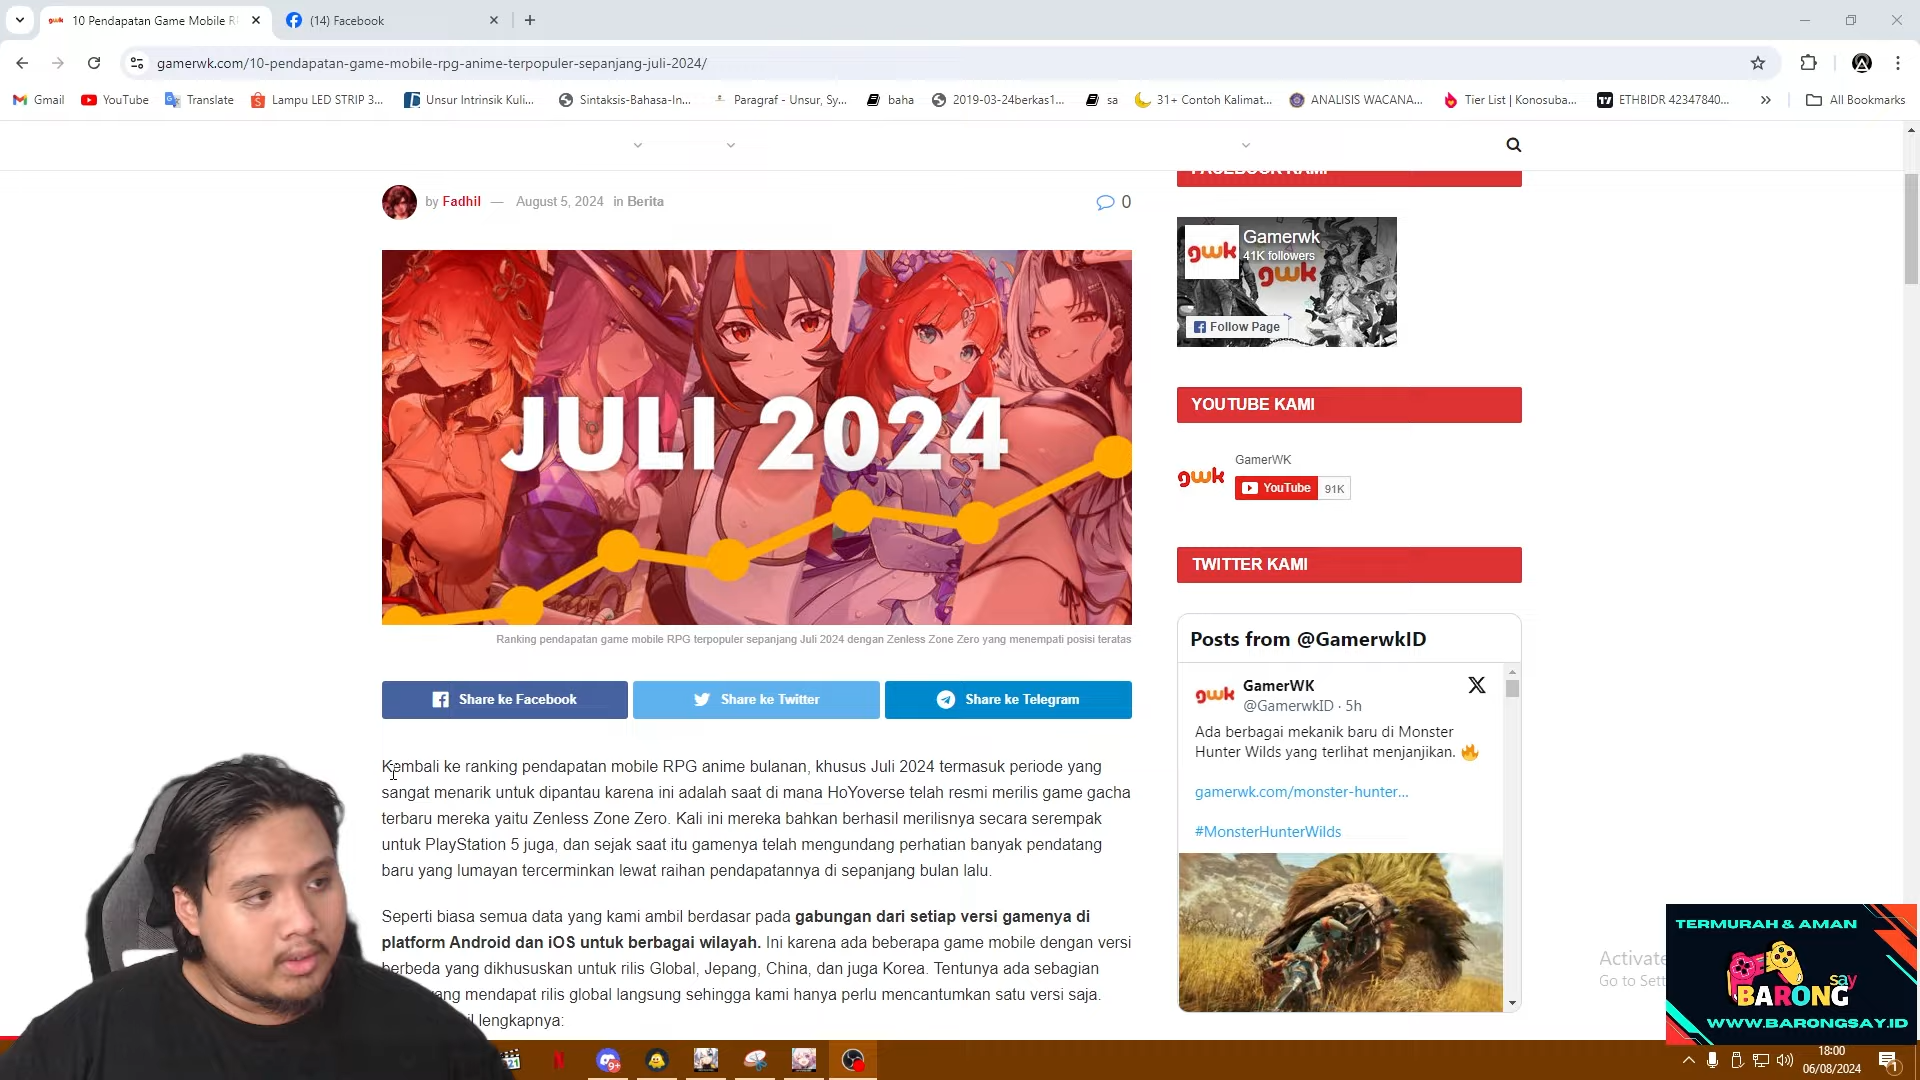 10 Pendapatan Game Mobile R
(14) Facebook
gamerwk.com/10-pendapatan-game-mobile-rpg-anime-terpopuler-sepanjang-juli-2024/
Gmail
YouTube
Translate
Lampu LED STRIP 3...
Unsur Intrinsik Kuli...
Sintaksis-Bahasa-In...
Paragraf - Unsur, Sy...
baha
2019-03-24berkas1...
sa
31+ Contoh Kalimat...
ANALISIS WACANA...
Tier List | Konosuba...
ETHBIDR 42347840...
All Bookmarks
by Fadhil — August 5, 2024 in Berita
0
JULI 2024
Ranking pendapatan game mobile RPG terpopuler sepanjang Juli 2024 dengan Zenless Zone Zero yang menempati posisi teratas
Share ke Facebook
Share ke Twitter
Share ke Telegram
Kembali ke ranking pendapatan mobile RPG anime bulanan, khusus Juli 2024 termasuk periode yang
sangat menarik untuk dipantau karena ini adalah saat di mana HoYoverse telah resmi merilis game gacha
terbaru mereka yaitu Zenless Zone Zero. Kali ini mereka bahkan berhasil merilisnya secara serempak
untuk PlayStation 5 juga, dan sejak saat itu gamenya telah mengundang perhatian banyak pendatang
baru yang lumayan tercerminkan lewat raihan pendapatannya di sepanjang bulan lalu.
Seperti biasa semua data yang kami ambil berdasar pada gabungan dari setiap versi gamenya di
platform Android dan iOS untuk berbagai wilayah. Ini karena ada beberapa game mobile dengan versi
berbeda yang dikhususkan untuk rilis Global, Jepang, China, dan juga Korea. Tentunya ada sebagian
yang mendapat rilis global langsung sehingga kami hanya perlu mencantumkan satu versi saja.
lengkapnya:
FACEBOOK KAMI
gwk
Gamerwk
41K followers
gwk
Follow Page
YOUTUBE KAMI
gwk
GamerWK
YouTube
91K
TWITTER KAMI
Posts from @GamerwkID
gwk
GamerWK
@GamerwkID · 5h
Ada berbagai mekanik baru di Monster
Hunter Wilds yang terlihat menjanjikan.
gamerwk.com/monster-hunter...
#MonsterHunterWilds
Activate
Go to Sett
TERMURAH & AMAN
BARONG
say
WWW.BARONGSAY.ID
21
9+
18:00
06/08/2024
1